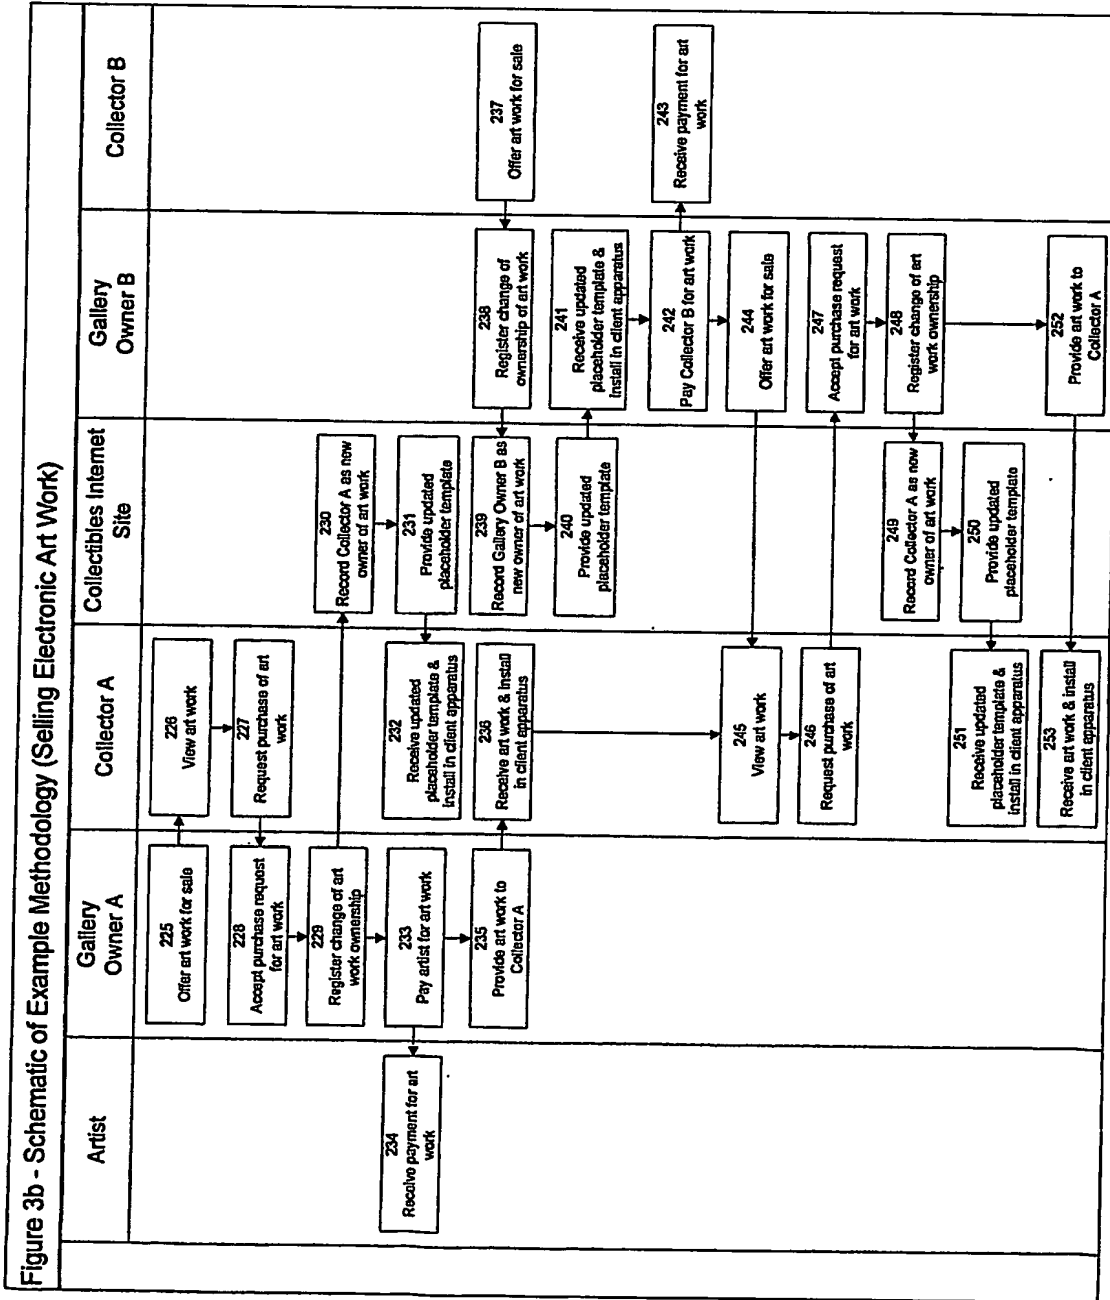 Figure 3b - Schematic of Example Methodology (Selling Electronic Art Work)
Artist
Gallery
Owner A
Collector A
Collectibles Internet
Site
Gallery
Owner B
Collector B
225
Offer art work for sale
226
View art work
227
Request purchase of art
work
228
Accept purchase request
for art work
229
Register change of art
work ownership
230
Record Collector A as new
owner of art work
231
Provide updated
placeholder template
232
Receive updated
placeholder template &
install in client apparatus
233
Pay artist for art work
234
Receive payment for art
work
235
Provide art work to
Collector A
236
Receive art work & install
in client apparatus
237
Offer art work for sale
238
Register change of
ownership of art work
239
Record Gallery Owner B as
new owner of art work
240
Provide updated
placeholder template
241
Receive updated
placeholder template &
install in client apparatus
242
Pay Collector B for art work
243
Receive payment for art
work
244
Offer art work for sale
245
View art work
246
Request purchase of art
work
247
Accept purchase request
for art work
248
Register change of art
work ownership
249
Record Collector A as new
owner of art work
250
Provide updated
placeholder template
251
Receive updated
placeholder template &
install in client apparatus
252
Provide art work to
Collector A
253
Receive art work & install
in client apparatus